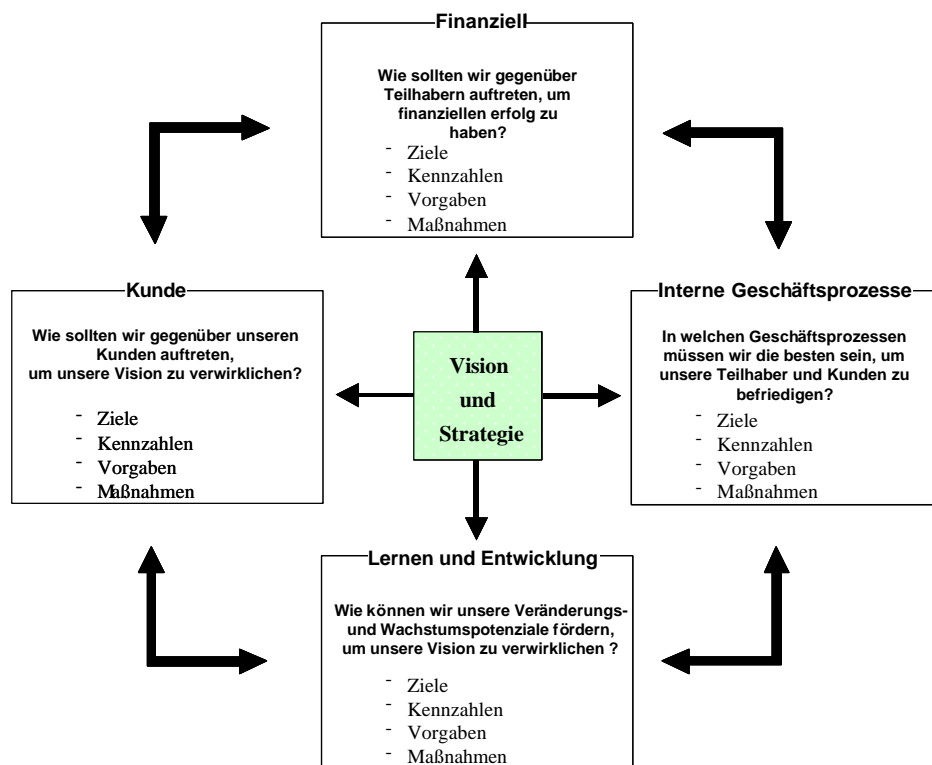 Finanziell
Wie sollten wir gegenüber
Teilhabern auftreten, um
finanziellen erfolg zu
haben?
- Ziele
- Kennzahlen
- Vorgaben
- Maßnahmen
Kunde
Wie sollten wir gegenüber unseren
Kunden auftreten,
um unsere Vision zu verwirklichen?
- Ziele
- Kennzahlen
- Vorgaben
- Maßnahmen
Vision
und
Strategie
Interne Geschäftsprozesse
In welchen Geschäftsprozessen
müssen wir die besten sein, um
unsere Teilhaber und Kunden zu
befriedigen?
- Ziele
- Kennzahlen
- Vorgaben
- Maßnahmen
Lernen und Entwicklung
Wie können wir unsere Veränderungs-
und Wachstumspotenziale fördern,
um unsere Vision zu verwirklichen ?
- Ziele
- Kennzahlen
- Vorgaben
- Maßnahmen